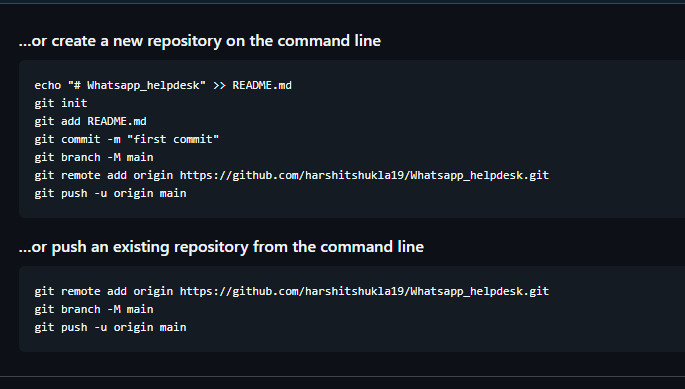 ...or create a new repository on the command line
echo "# Whatsapp_helpdesk" >> README.md
git init
git add README.md
git commit -m "first commit"
git branch -M main
git remote add origin https://github.com/harshitshukla19/Whatsapp_helpdesk.git
git push -u origin main
...or push an existing repository from the command line
git remote add origin https://github.com/harshitshukla19/Whatsapp_helpdesk.git
git branch -M main
git push -u origin main